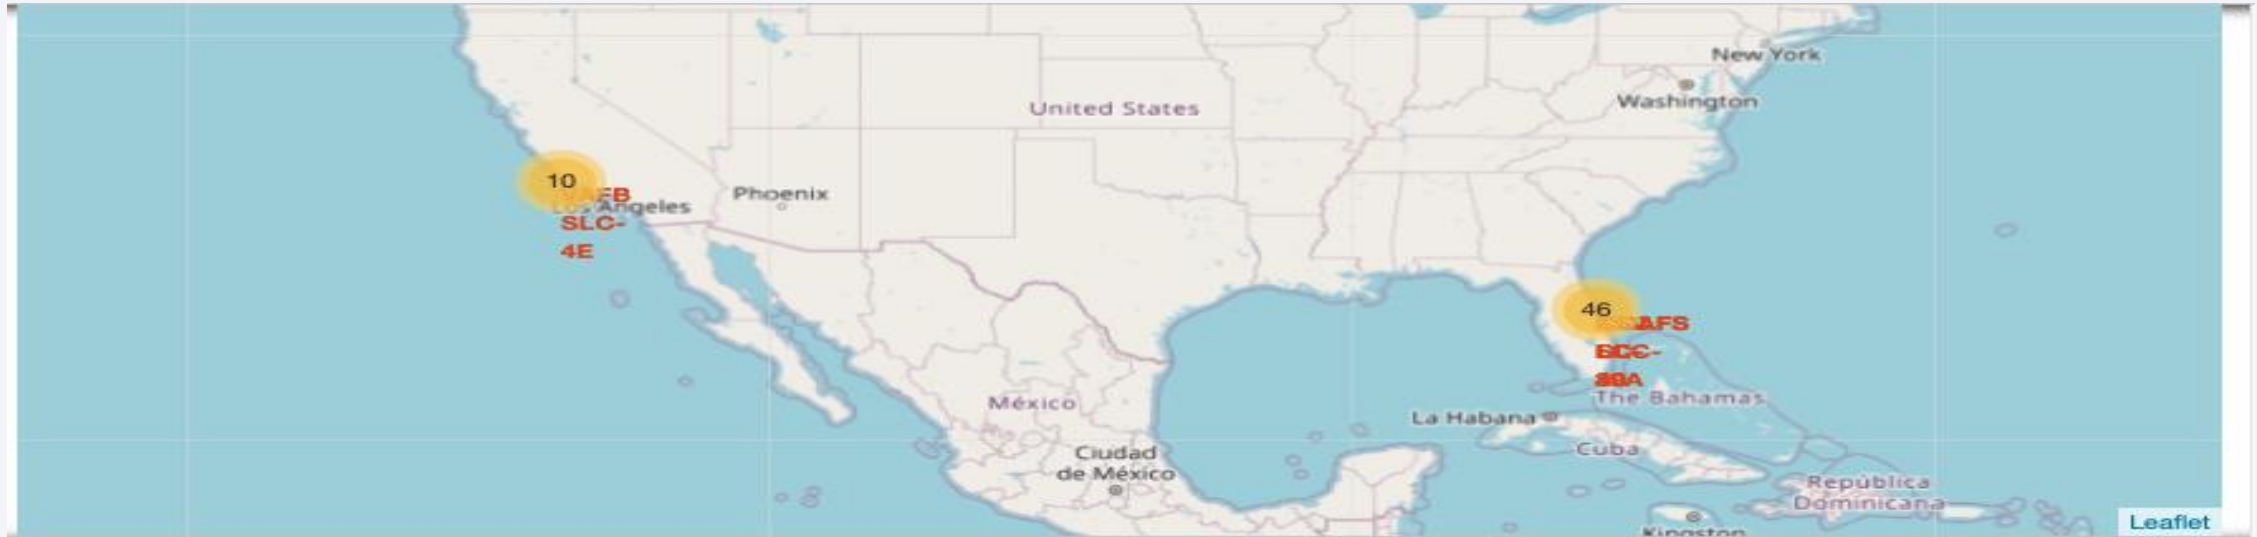 New York
Washington
United States
10
Phoenix
Los Angeles
SLC-
4E
46
México
The Bahamas
La Habana
Cuba
Ciudad
de México
República
Dominicana
Kingston
Leaflet